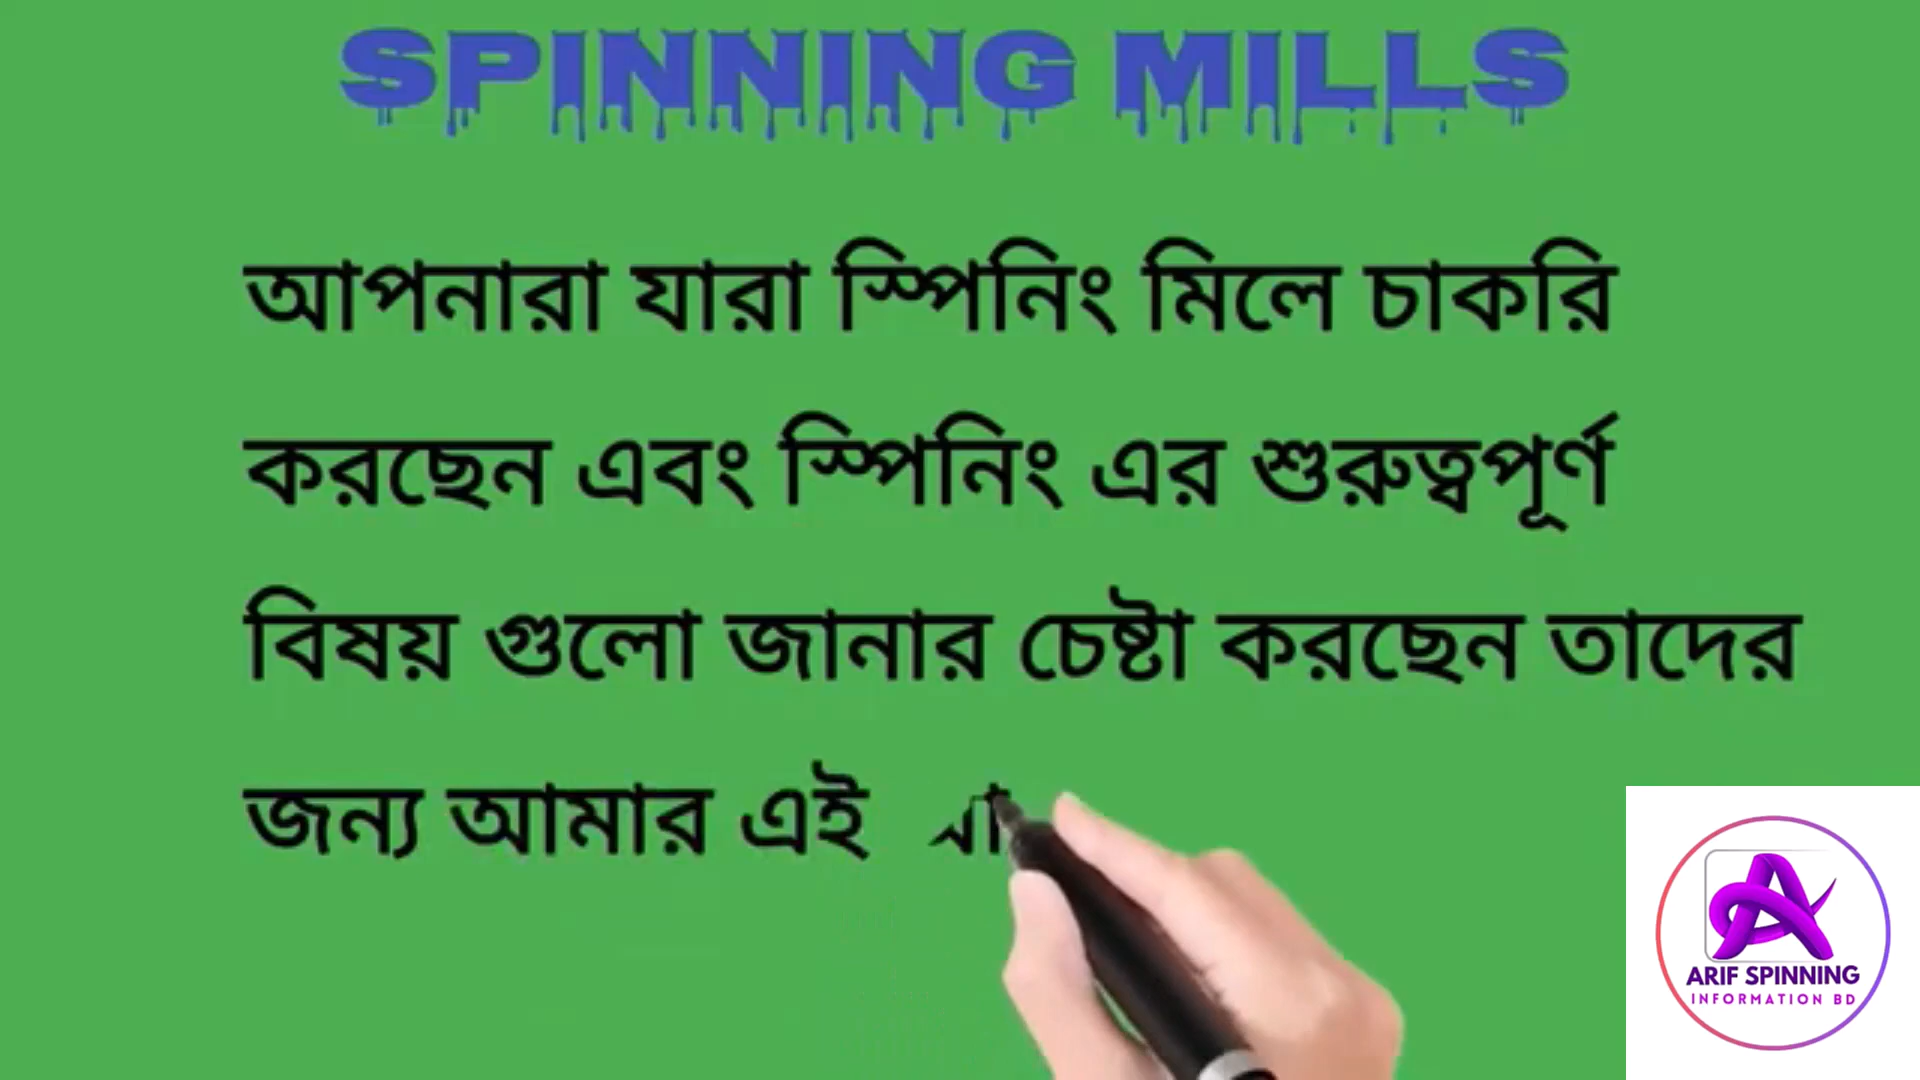 SPINNING MILLS
আপনারা যারা স্পিনিং মিলে চাকরি
করছেন এবং স্পিনিং এর শুরুত্বপূর্ণ
বিষয় গুলো জানার চেষ্টা করছেন তাদের
জন্য আমার এই
ARIF SPINNING
INFORMATION BD